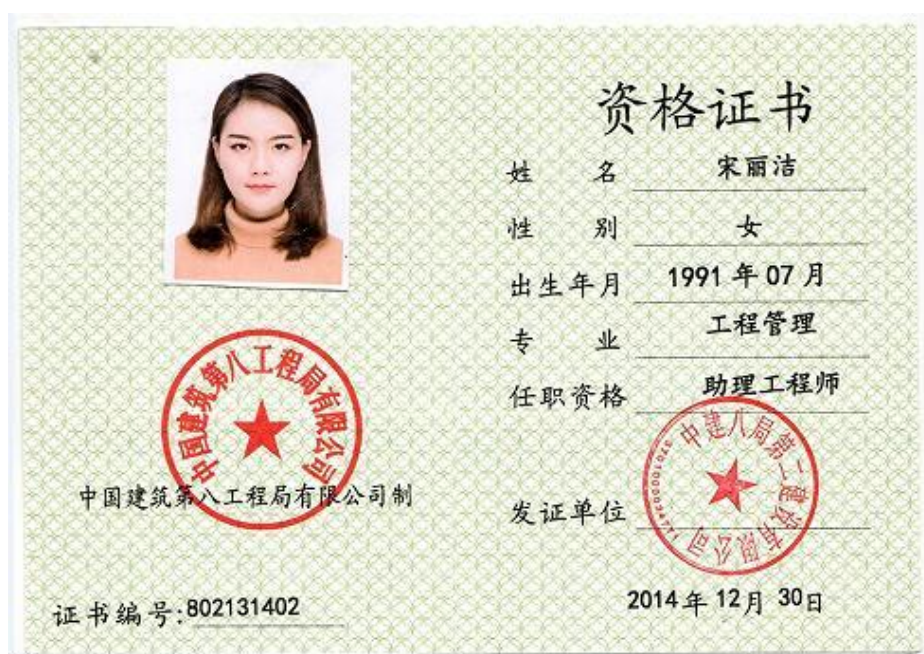 资格证书
姓 名 宋丽洁
性 别 女
出生年月 1991年07月
专 业 工程管理
任职资格 助理工程师
发证单位
中建八局第二建设有限公司
2014年12月30日
中国建筑第八工程局有限公司
中国建筑第八工程局有限公司制
证书编号:802131402